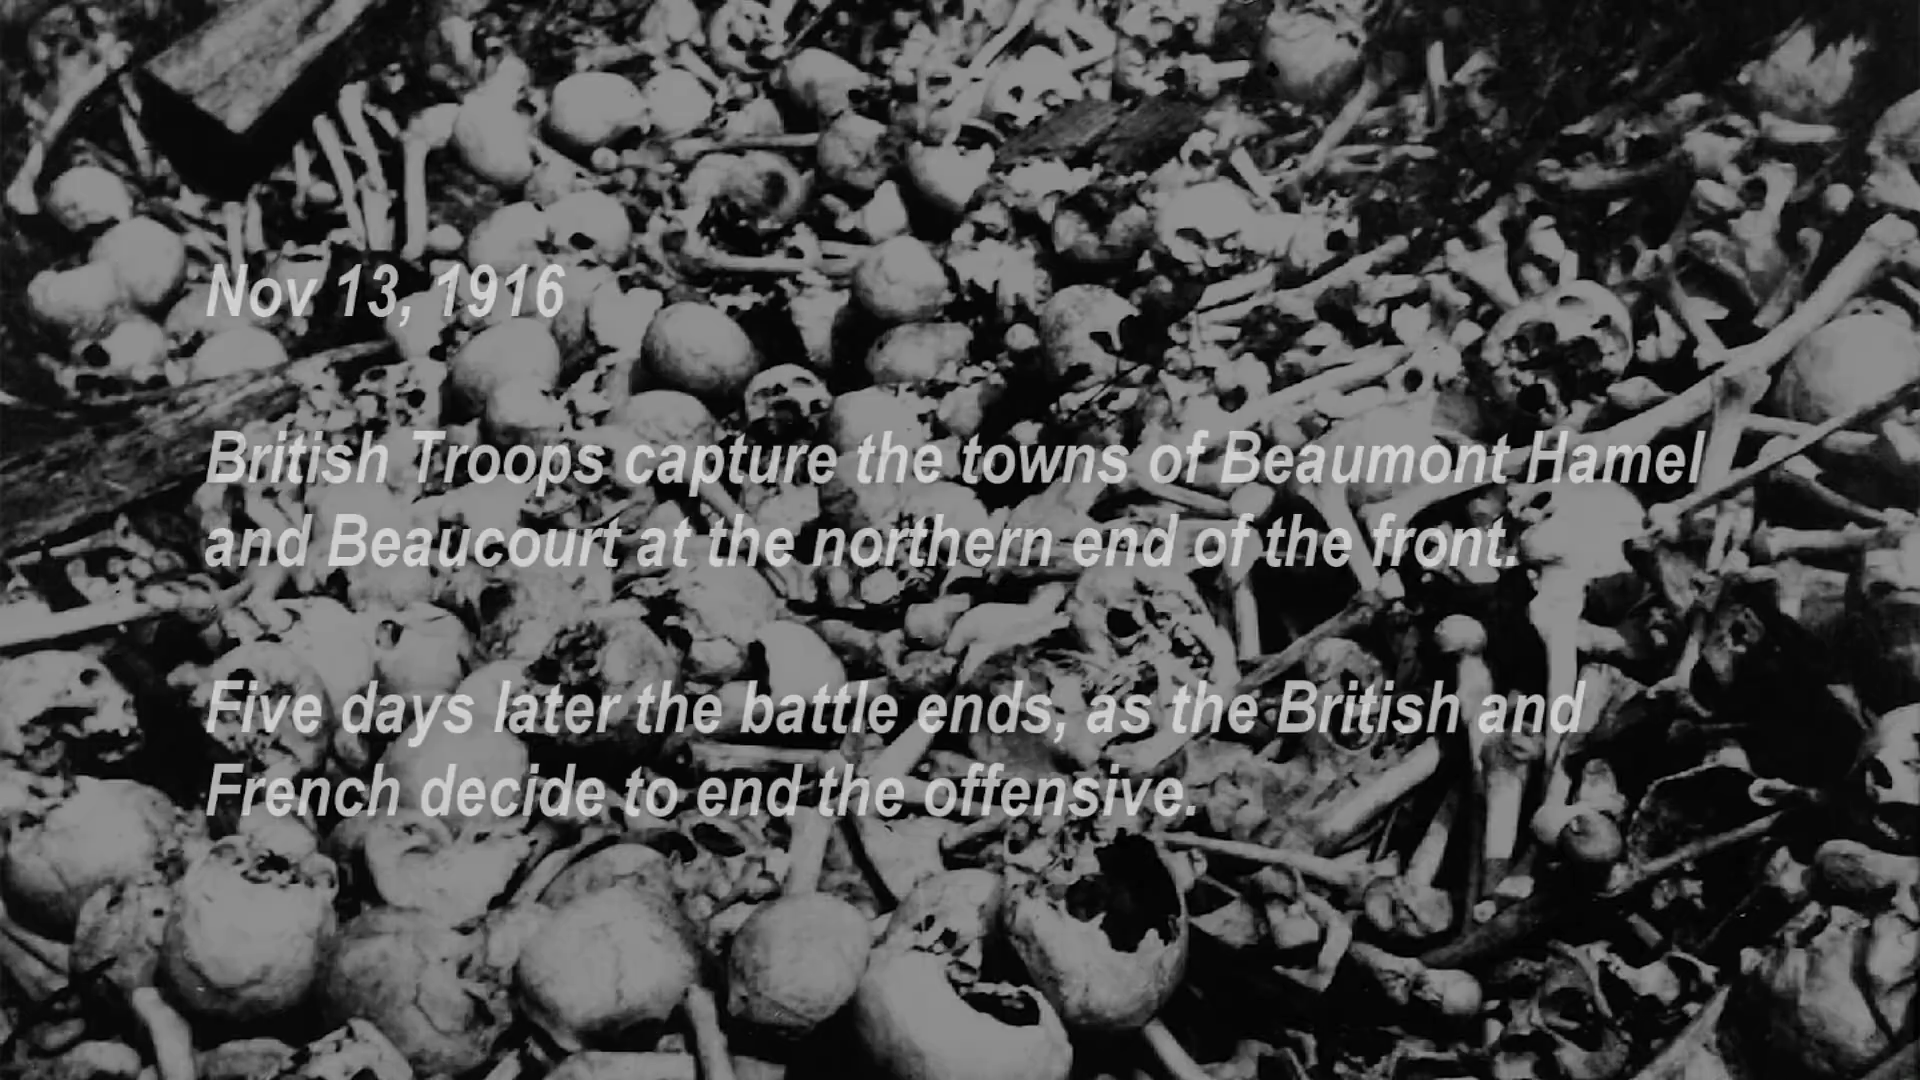 Nov 13, 1916
British Troops capture the towns of Beaumont Hamel
and Beaucourt at the northern end of the front.
Five days later the battle ends, as the British and
French decide to end the offensive.